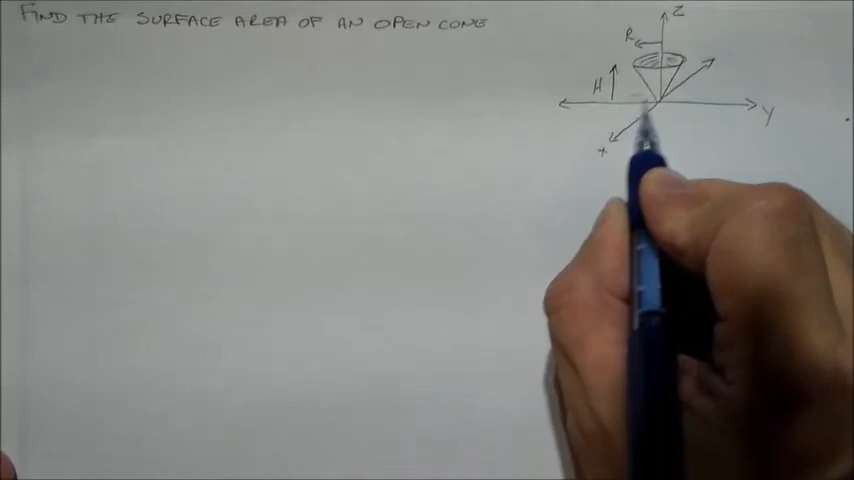 FIND THE SURFACE AREA OF AN OPEN CONE
Z
R
H
Y
X